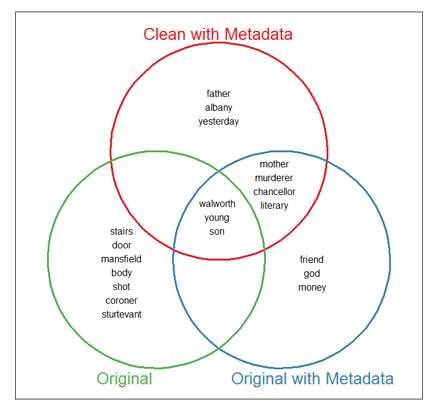 Clean with Metadata
father
albany
yesterday
mother
murderer
chancellor
literary
walworth
young
son
stairs
door
mansfield
body
shot
coroner
sturtevant
friend
god
money
Original
Original with Metadata